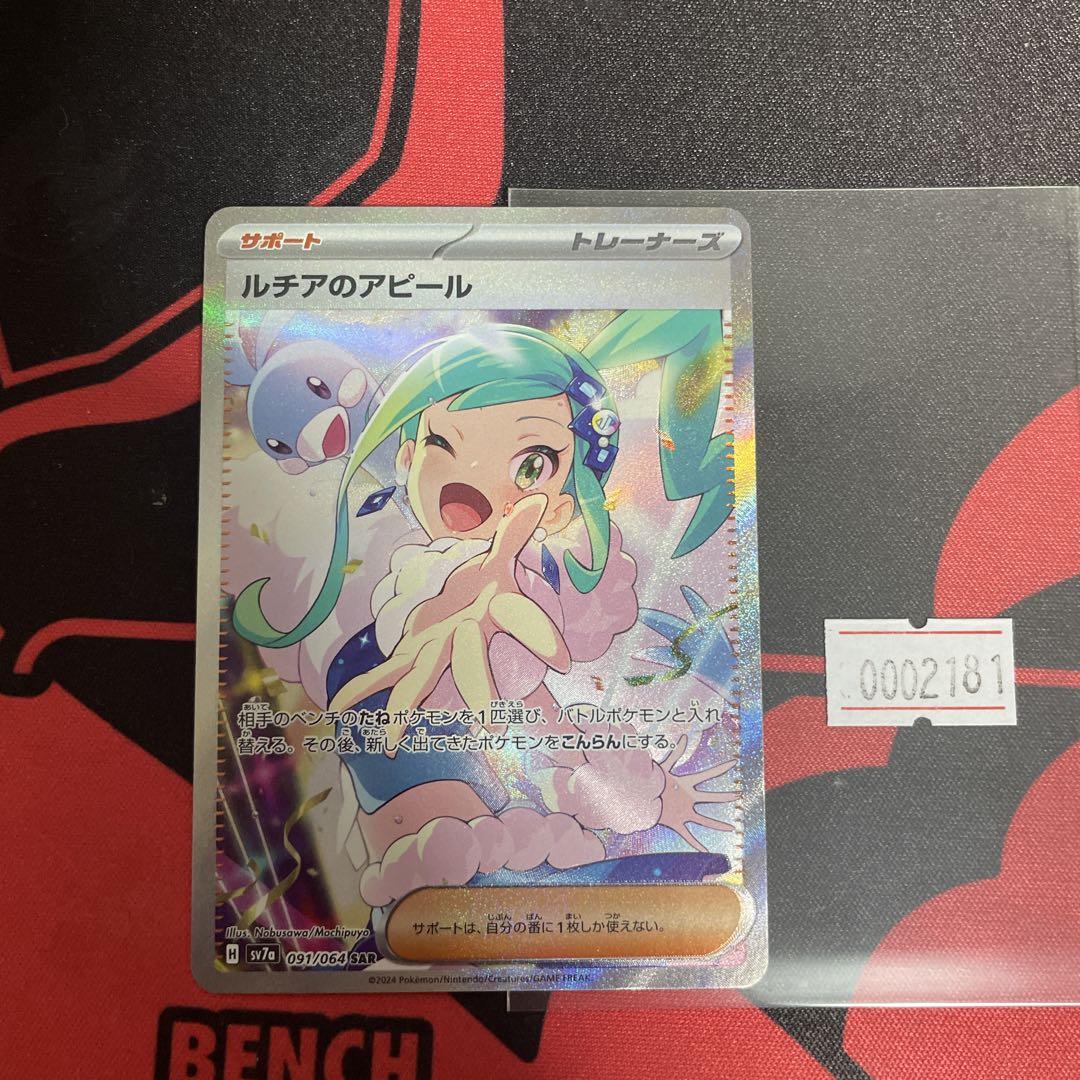 サポート
トレーナーズ
ルチアのアピール
相手のベンチのたねポケモンを1匹選び、バトルポケモンと入れ
替える。その後、新しく出てきたポケモンをこんらんにする。
サポートは、自分の番に1枚しか使えない。
Illus. Nobusawa/Mochipuyo
H sv7a 091/064 SAR
©2024 Pokémon/Nintendo/Creatures/GAME FREAK.
0002181
BENCH